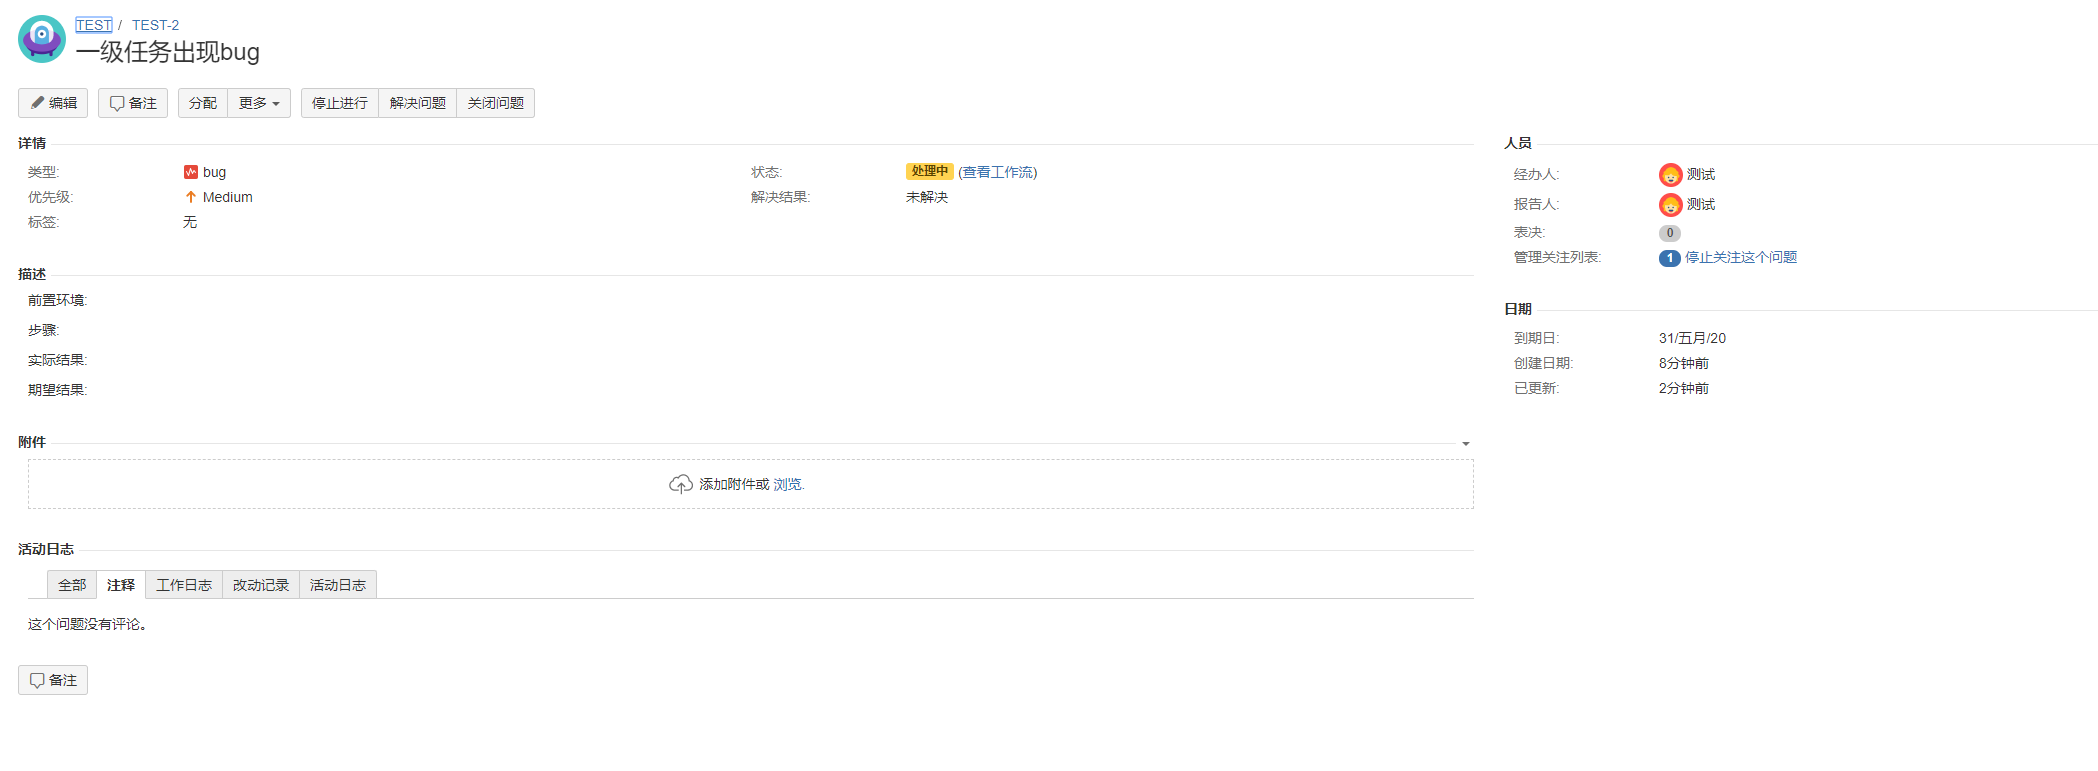 TEST / TEST-2
一级任务出现bug
编辑 备注 分配 更多 停止进行 解决问题 关闭问题
详情
类型: bug 状态: 处理中 (查看工作流)
优先级: Medium 解决结果: 未解决
标签: 无
描述
前置环境:
步骤:
实际结果:
期望结果:
附件
添加附件或 浏览.
活动日志
全部 注释 工作日志 改动记录 活动日志
这个问题没有评论。
备注
人员
经办人: 测试
报告人: 测试
表决: 0
管理关注列表: 1 停止关注这个问题
日期
到期日: 31/五月/20
创建日期: 8分钟前
已更新: 2分钟前